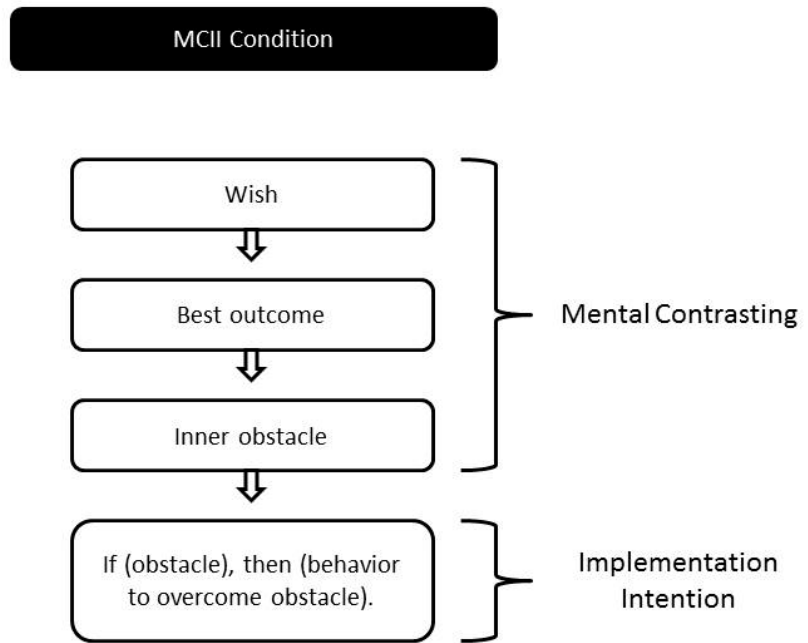 MCII Condition
Wish
Best outcome
Inner obstacle
Mental Contrasting
If (obstacle), then (behavior
to overcome obstacle).
Implementation
Intention